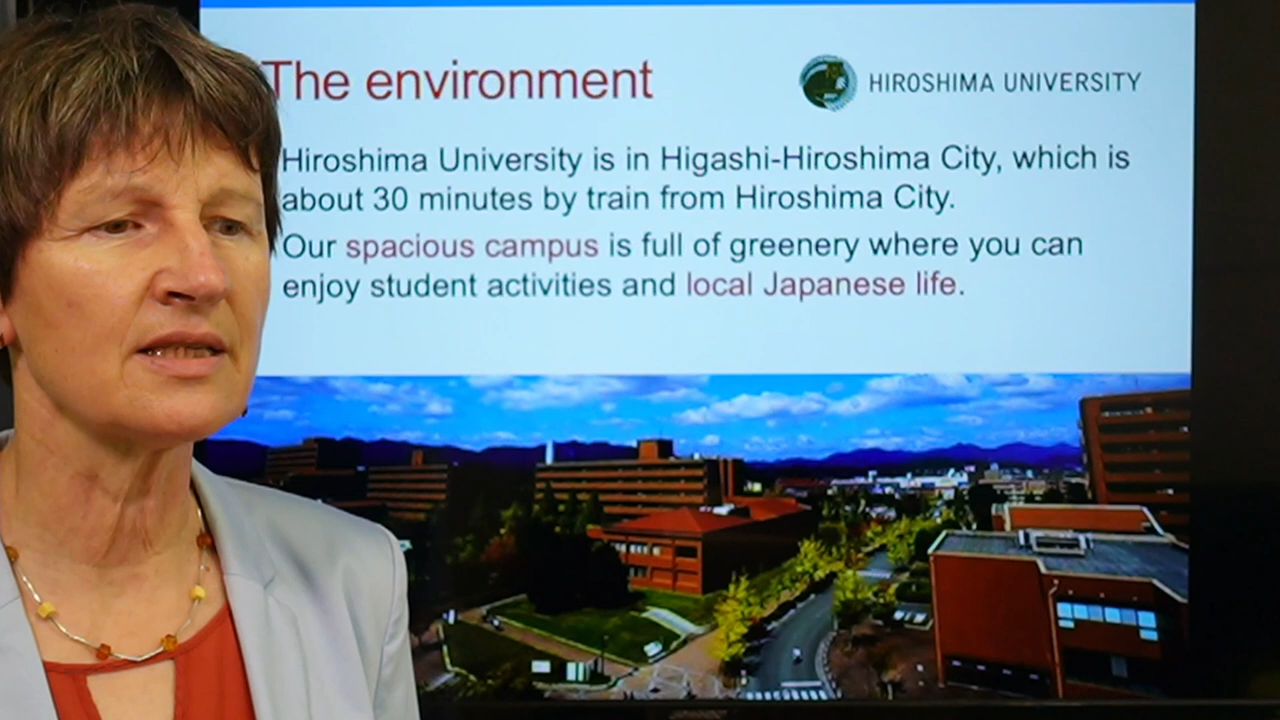 The environment
HIROSHIMA UNIVERSITY
Hiroshima University is in Higashi-Hiroshima City, which is
about 30 minutes by train from Hiroshima City.
Our spacious campus is full of greenery where you can
enjoy student activities and local Japanese life.